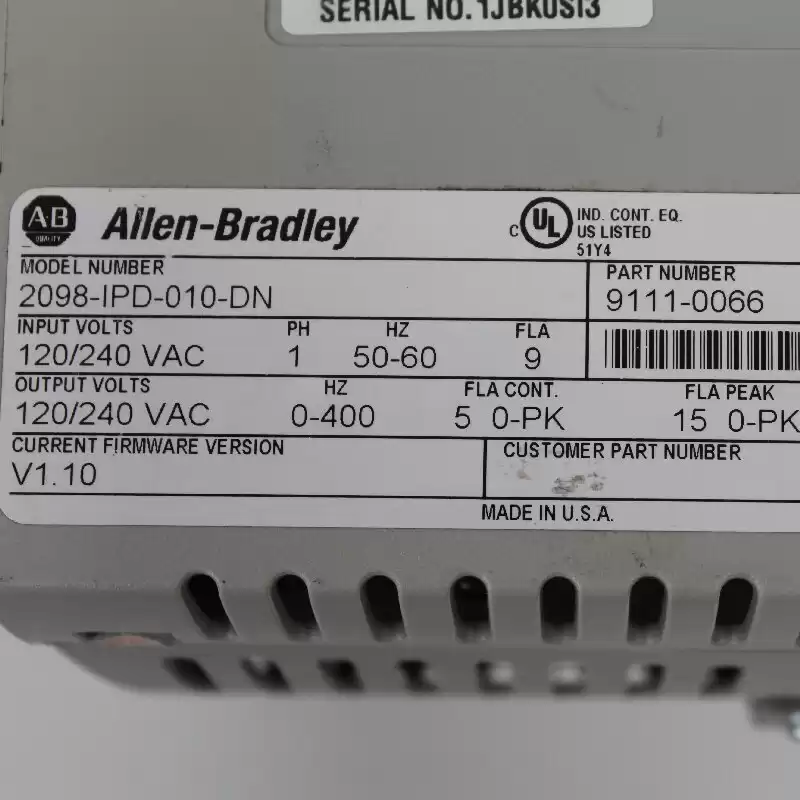 SERIAL NO. 1JBK0SI3
AB QUALITY Allen-Bradley
C UL IND. CONT. EQ.
US LISTED
51Y4
MODEL NUMBER
2098-IPD-010-DN
PART NUMBER
9111-0066
INPUT VOLTS PH HZ FLA
120/240 VAC 1 50-60 9
OUTPUT VOLTS HZ FLA CONT. FLA PEAK
120/240 VAC 0-400 5 0-PK 15 0-PK
CURRENT FIRMWARE VERSION
V1.10
CUSTOMER PART NUMBER
MADE IN U.S.A.